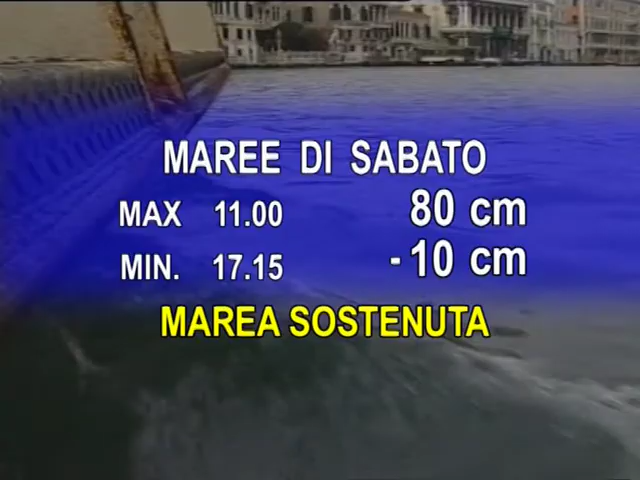 MAREE DI SABATO
MAX 11.00 80 cm
MIN. 17.15 -10 cm
MAREA SOSTENUTA